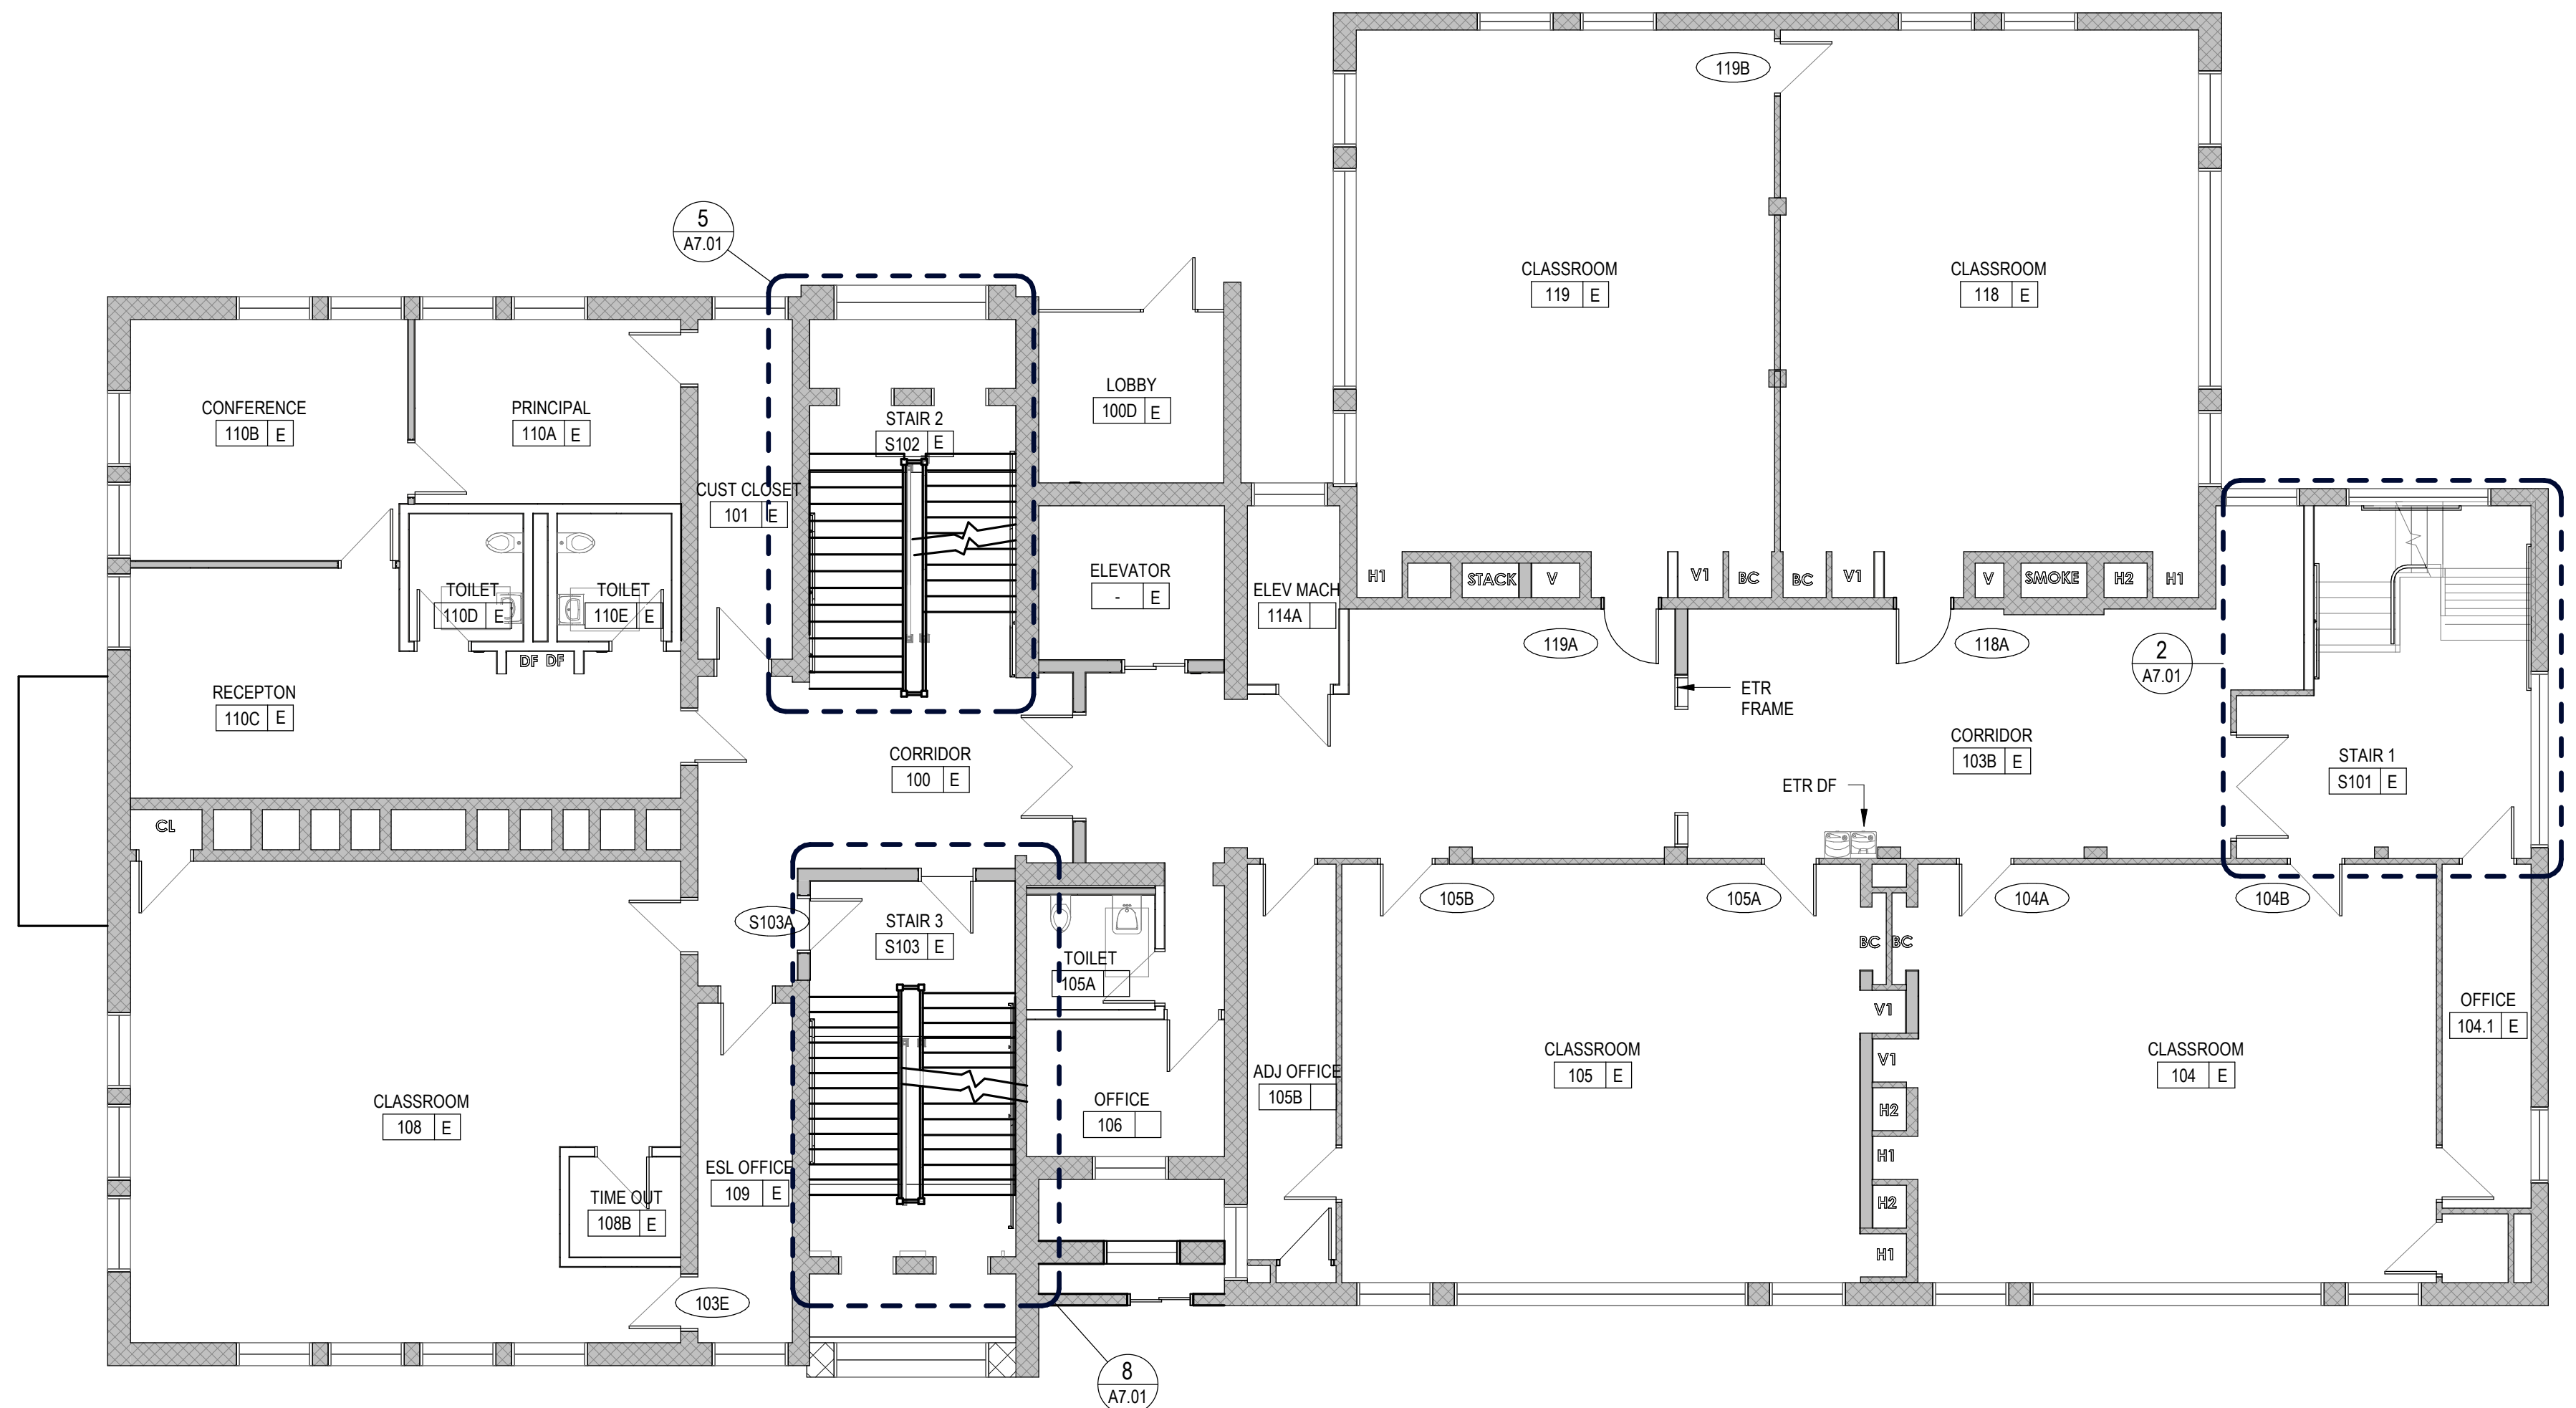 119B
5
A7.01
CLASSROOM
119 E
CLASSROOM
118 E
LOBBY
100D E
CONFERENCE
110B E
PRINCIPAL
110A E
STAIR 2
S102 E
CUST CLOSET
101 E
ELEVATOR
- E
ELEV MACH
114A
TOILET
110D E
TOILET
110E E
DF DF
H1 STACK V V1 BC BC V1 V SMOKE H2 H1
119A
118A
2
A7.01
RECEPTON
110C E
ETR
FRAME
CORRIDOR
100 E
CORRIDOR
103B E
STAIR 1
S101 E
ETR DF
CL
105B
105A
104A
104B
S103A
STAIR 3
S103 E
BC BC
TOILET
105A
V1
OFFICE
104.1 E
V1
CLASSROOM
105 E
CLASSROOM
104 E
ADJ OFFICE
105B
OFFICE
106
CLASSROOM
108 E
H2
H1
ESL OFFICE
109 E
TIME OUT
108B E
H2
H1
103E
8
A7.01